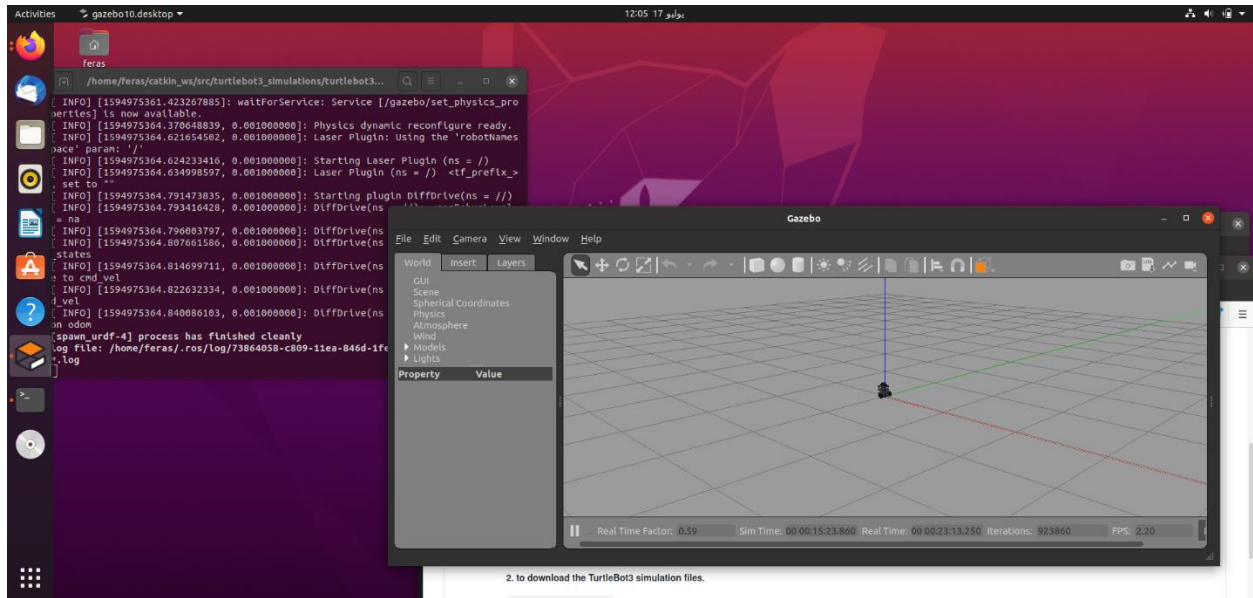 Activities
gazebo10.desktop
12:05 17 يوليو
feras
/home/feras/catkin_ws/src/turtlebot3_simulations/turtlebot3...
[ INFO] [1594975361.423267885]: waitForService: Service [/gazebo/set_physics_pro
perties] is now available.
[ INFO] [1594975364.370648839, 0.001000000]: Physics dynamic reconfigure ready.
[ INFO] [1594975364.621654502, 0.001000000]: Laser Plugin: Using the 'robotNames
pace' param: '/'
[ INFO] [1594975364.624233416, 0.001000000]: Starting Laser Plugin (ns = /)
[ INFO] [1594975364.634998597, 0.001000000]: Laser Plugin (ns = /) <tf_prefix_>
, set to ""
[ INFO] [1594975364.791473835, 0.001000000]: Starting plugin DiffDrive(ns = //)
[ INFO] [1594975364.793416428, 0.001000000]: DiffDrive(ns
= na
[ INFO] [1594975364.796003797, 0.001000000]: DiffDrive(ns
[ INFO] [1594975364.807661586, 0.001000000]: DiffDrive(ns
_states
[ INFO] [1594975364.814699711, 0.001000000]: DiffDrive(ns
e to cmd_vel
[ INFO] [1594975364.822632334, 0.001000000]: DiffDrive(ns
d_vel
[ INFO] [1594975364.840086103, 0.001000000]: DiffDrive(ns
on odom
[spawn_urdf-4] process has finished cleanly
log file: /home/feras/.ros/log/73864058-c809-11ea-846d-1fe
*.log
Gazebo
File Edit Camera View Window Help
World Insert Layers
GUI
Scene
Spherical Coordinates
Physics
Atmosphere
Wind
Models
Lights
Property Value
Real Time Factor: 0.59 Sim Time: 00 00:15:23.860 Real Time: 00 00:23:13.250 Iterations: 923860 FPS: 2.20
2. to download the TurtleBot3 simulation files.